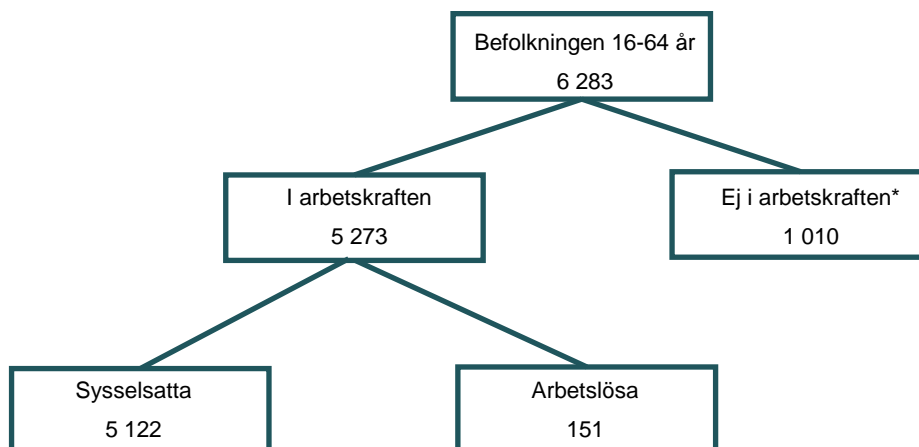 Befolkningen 16-64 år
6 283
I arbetskraften
5 273
Ej i arbetskraften*
1 010
Sysselsatta
5 122
Arbetslösa
151